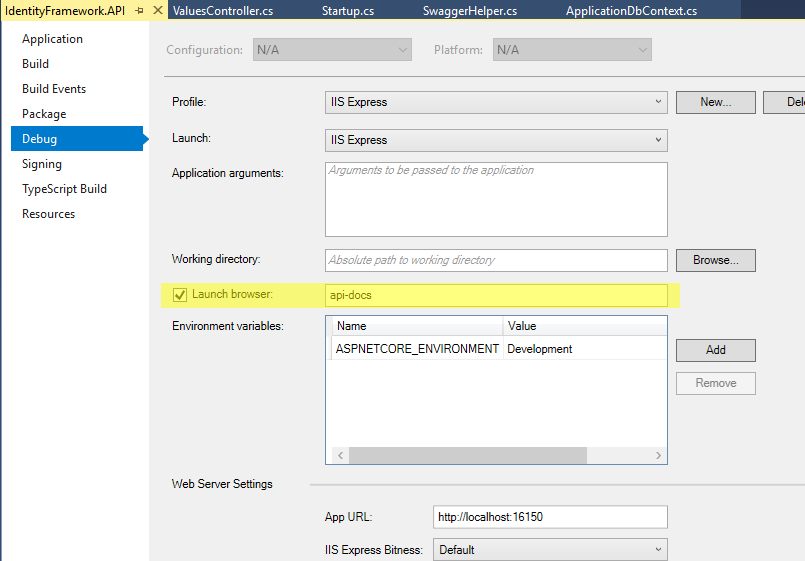 IdentityFramework.API ValuesController.cs Startup.cs SwaggerHelper.cs ApplicationDbContext.cs
Application
Build
Build Events
Package
Debug
Signing
TypeScript Build
Resources
Configuration: N/A Platform: N/A
Profile: IIS Express New...
Launch: IIS Express
Application arguments: Arguments to be passed to the application
Working directory: Absolute path to working directory Browse...
Launch browser: api-docs
Environment variables: Name Value
ASPNETCORE_ENVIRONMENT Development
Add
Remove
Web Server Settings
App URL: http://localhost:16150
IIS Express Bitness: Default